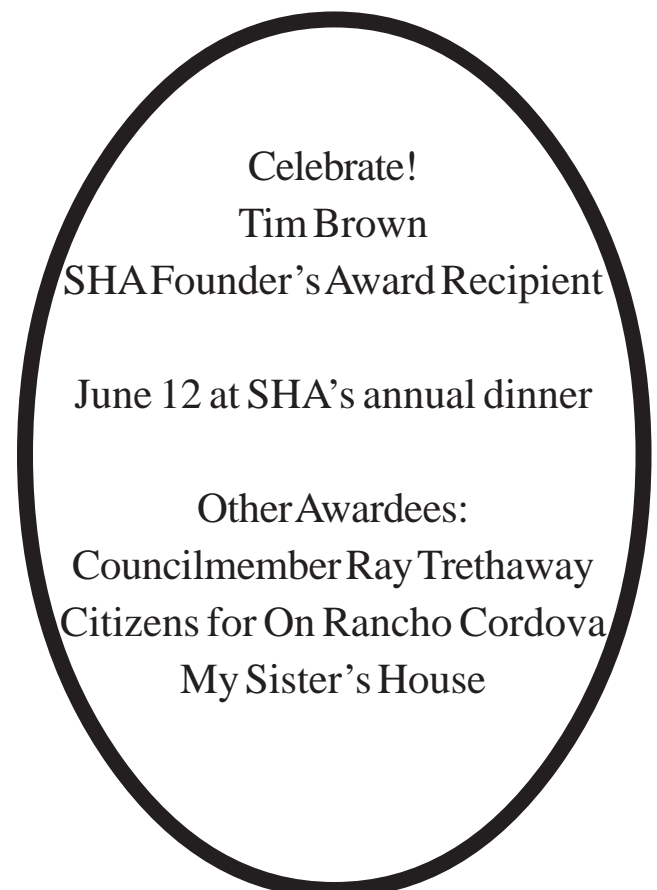 Celebrate!
Tim Brown
SHA Founder’s Award Recipient
June 12 at SHA’s annual dinner
Other Awardees:
Councilmember Ray Trethaway
Citizens for On Rancho Cordova
My Sister’s House